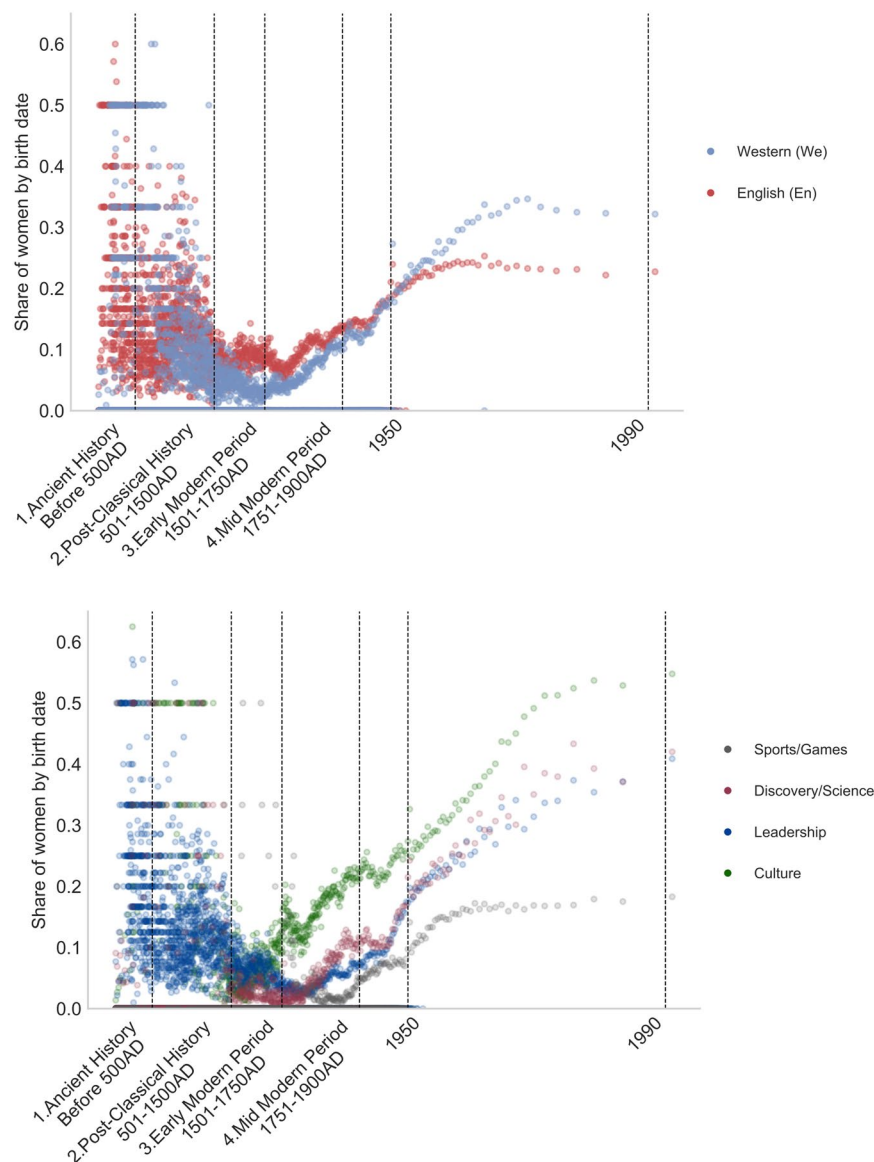 Share of women by birth date
0.6
0.5
0.4
0.3
0.2
0.1
0.0
1.Ancient History
Before 500AD
2.Post-Classical History
501-1500AD
3.Early Modern Period
1501-1750AD
4.Mid Modern Period
1751-1900AD
1950
1990
Western (We)
English (En)
Share of women by birth date
0.6
0.5
0.4
0.3
0.2
0.1
0.0
1.Ancient History
Before 500AD
2.Post-Classical History
501-1500AD
3.Early Modern Period
1501-1750AD
4.Mid Modern Period
1751-1900AD
1950
1990
Sports/Games
Discovery/Science
Leadership
Culture